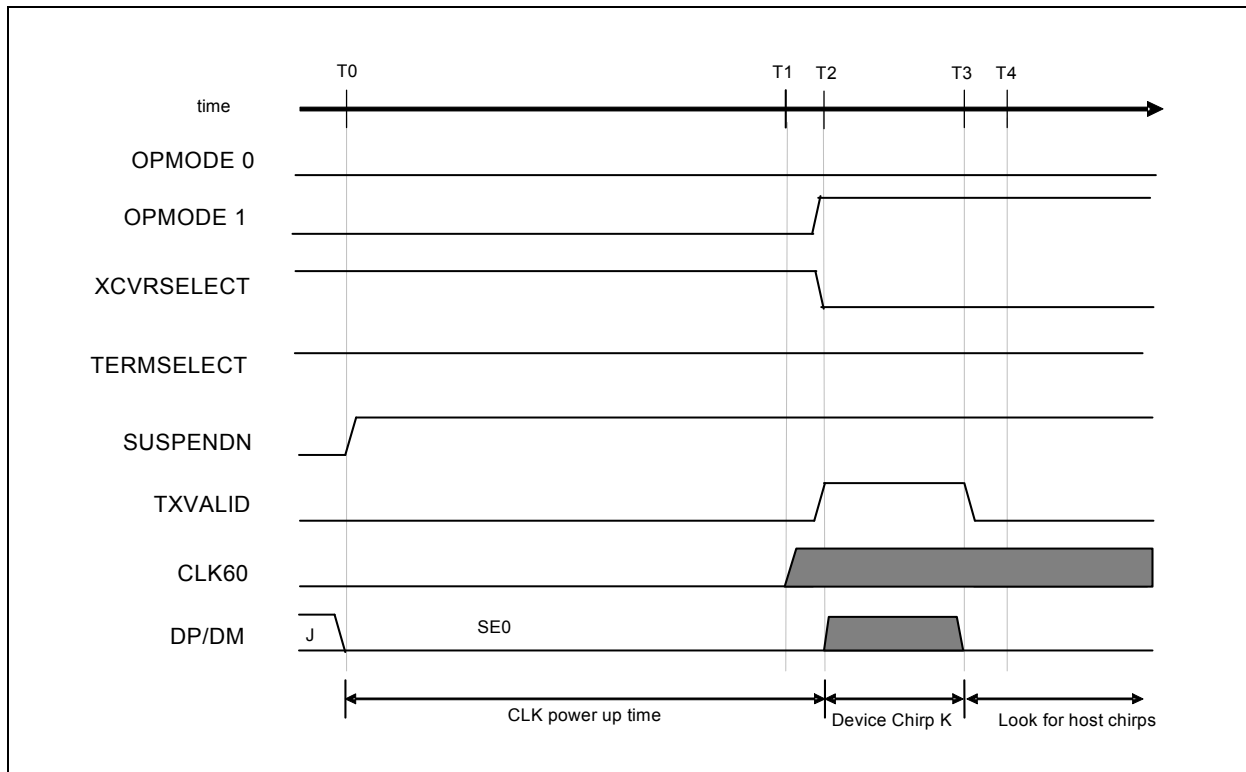 T0 T1 T2 T3 T4
time
OPMODE 0
OPMODE 1
XCVRSELECT
TERMSELECT
SUSPENDN
TXVALID
CLK60
DP/DM J SE0
CLK power up time Device Chirp K Look for host chirps